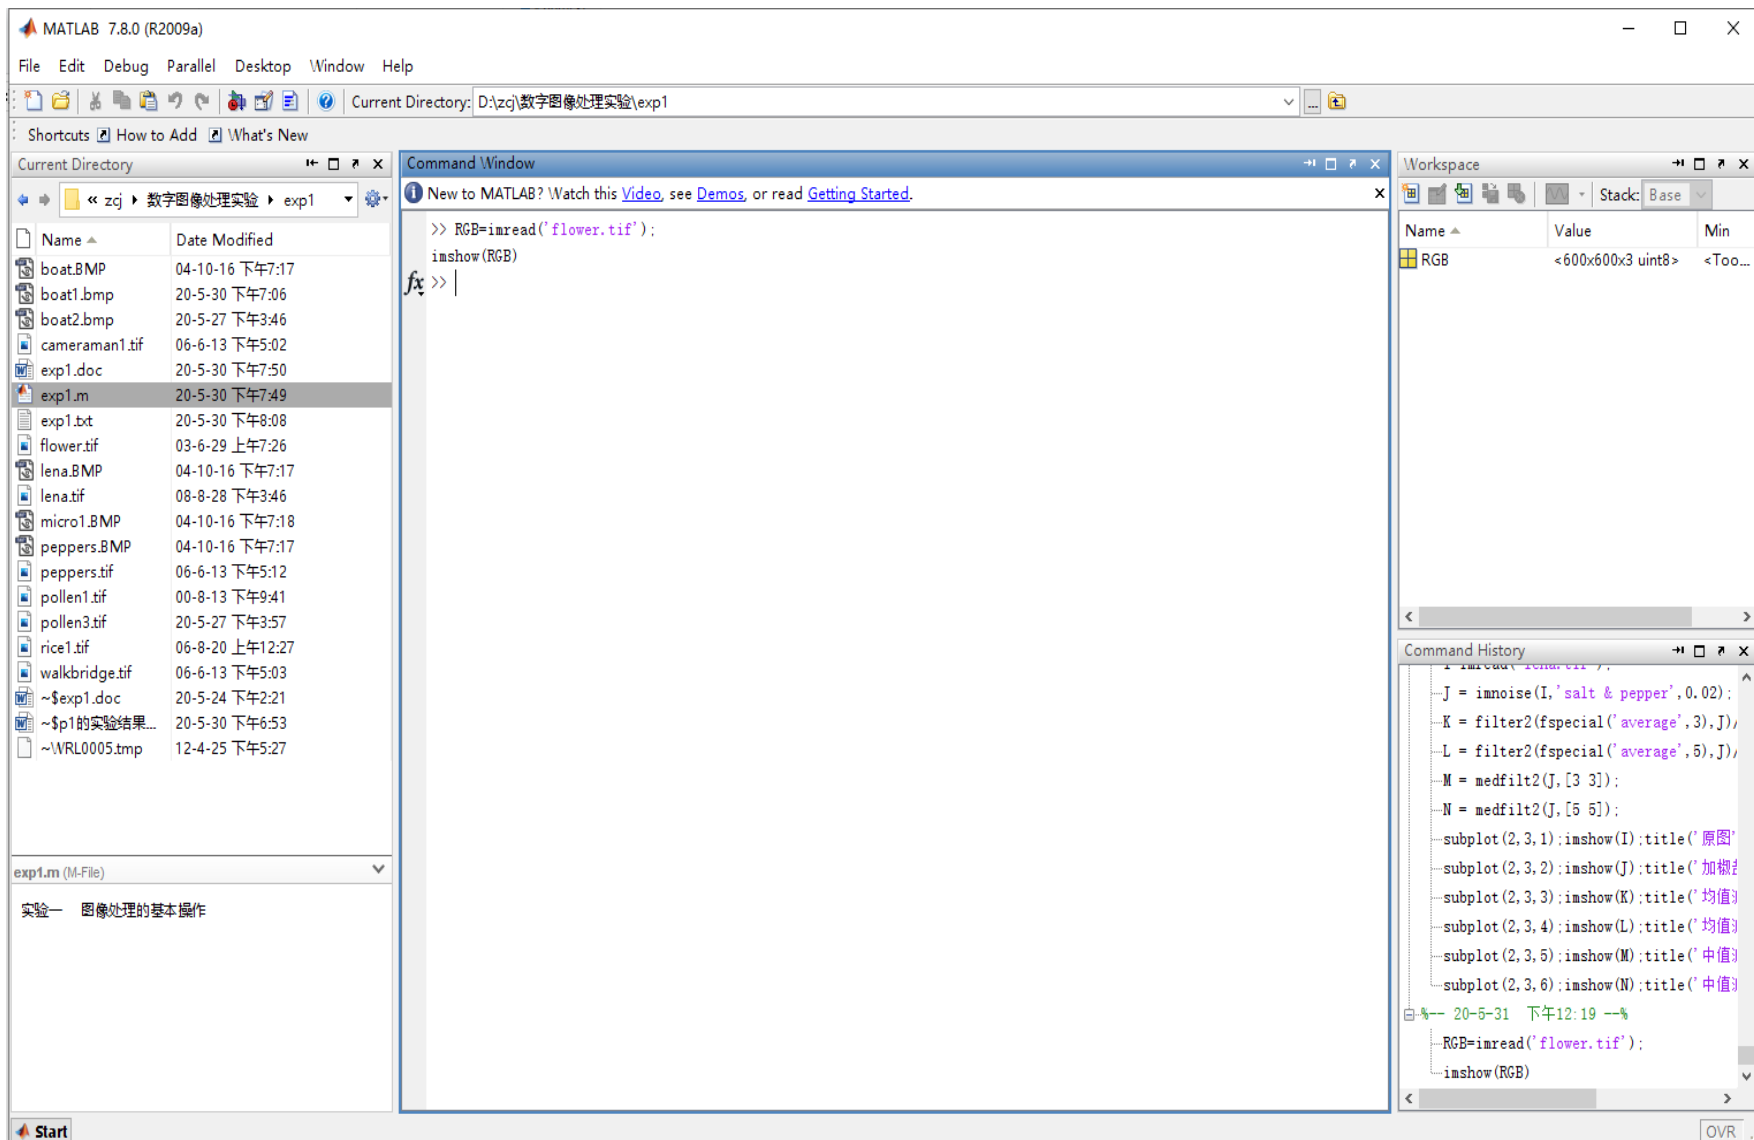 MATLAB 7.8.0 (R2009a)
File Edit Debug Parallel Desktop Window Help
Current Directory: D:\zcj\数字图像处理实验\exp1
Shortcuts How to Add What's New
Current Directory
« zcj 数字图像处理实验 exp1
Name Date Modified
boat.BMP 04-10-16 下午7:17
boat1.bmp 20-5-30 下午7:06
boat2.bmp 20-5-27 下午3:46
cameraman1.tif 06-6-13 下午5:02
exp1.doc 20-5-30 下午7:50
exp1.m 20-5-30 下午7:49
exp1.txt 20-5-30 下午8:08
flower.tif 03-6-29 上午7:26
lena.BMP 04-10-16 下午7:17
lena.tif 08-8-28 下午3:46
micro1.BMP 04-10-16 下午7:18
peppers.BMP 04-10-16 下午7:17
peppers.tif 06-6-13 下午5:12
pollen1.tif 00-8-13 下午9:41
pollen3.tif 20-5-27 下午3:57
rice1.tif 06-8-20 上午12:27
walkbridge.tif 06-6-13 下午5:03
~$exp1.doc 20-5-24 下午2:21
~$p1的实验结果... 20-5-30 下午6:53
~WRL0005.tmp 12-4-25 下午5:27
exp1.m (M-File)
实验一 图像处理的基本操作
Command Window
New to MATLAB? Watch this Video, see Demos, or read Getting Started.
>> RGB=imread('flower.tif');
imshow(RGB)
fx >>
Workspace
Stack: Base
Name Value Min
RGB <600x600x3 uint8> <Too...
Command History
J = imnoise(I,'salt & pepper',0.02);
K = filter2(fspecial('average',3),J)/
L = filter2(fspecial('average',5),J)/
M = medfilt2(J,[3 3]);
N = medfilt2(J,[5 5]);
subplot(2,3,1);imshow(I);title('原图'
subplot(2,3,2);imshow(J);title('加椒
subplot(2,3,3);imshow(K);title('均值
subplot(2,3,4);imshow(L);title('均值
subplot(2,3,5);imshow(M);title('中值
subplot(2,3,6);imshow(N);title('中值
%-- 20-5-31 下午12:19 --%
RGB=imread('flower.tif');
imshow(RGB)
Start
OVR